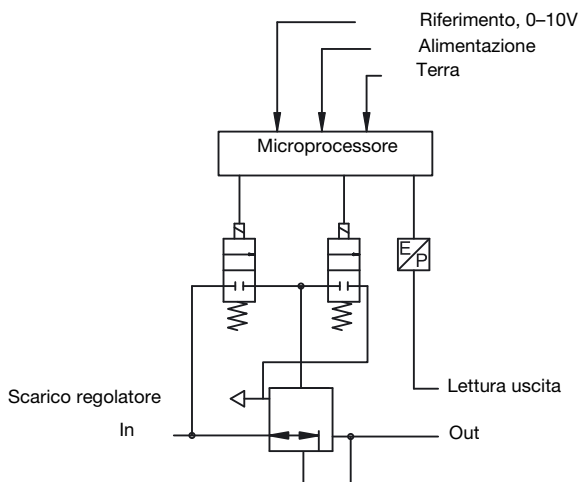 Riferimento, 0–10V
Alimentazione
Terra
Microprocessore
E
P
Lettura uscita
Scarico regolatore
In
Out